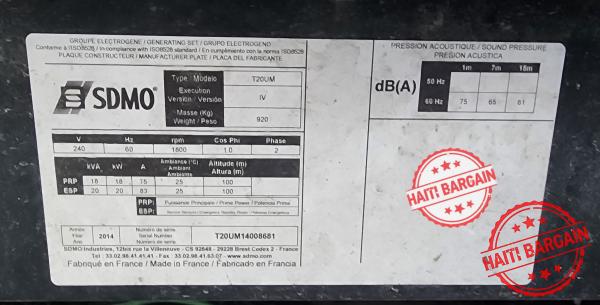 GROUPE ELECTROGENE / GENERATING SET / GRUPO ELECTROGENO
Conforme à ISO8528 / In compliance with ISO8528 standard / En cumplimiento con la norma ISO8528
PLAQUE CONSTRUCTEUR / MANUFACTURER PLATE / PLACA DEL FABRICANTE
SDMO
Type / Modelo T20UM
Execution
Version / Versión IV
Masse (Kg)
Weight / Peso 920
V Hz rpm Cos Phi Phase
240 60 1800 1.0 2
kVA kW A Ambiance (°C) Ambient Ambiente Altitude (m) Altura (m)
PRP 18 18 75 25 100
ESP 20 20 83 25 100
PRP: Puissance Principale / Prime Power / Potencia Prime
ESP:
Année
Year
Ano
2014
Numéro de série
Serial Number
Número de serie
T20UM14008681
SDMO Industries, 12bis rue la Villeneuve - CS 92848 - 29228 Brest Cedex 2 - France
Tel : 33.02.98.41.41.41 - Fax : 33.02.98.41.63.07 - www.sdmo.com
Fabriqué en France / Made in France / Fabricado en Francia
PRESSION ACOUSTIQUE / SOUND PRESSURE
PRESION ACUSTICA
1m 7m 15m
dB(A) 50 Hz
60 Hz 75 65 61
HAITI BARGAIN
HAITI BARGAIN